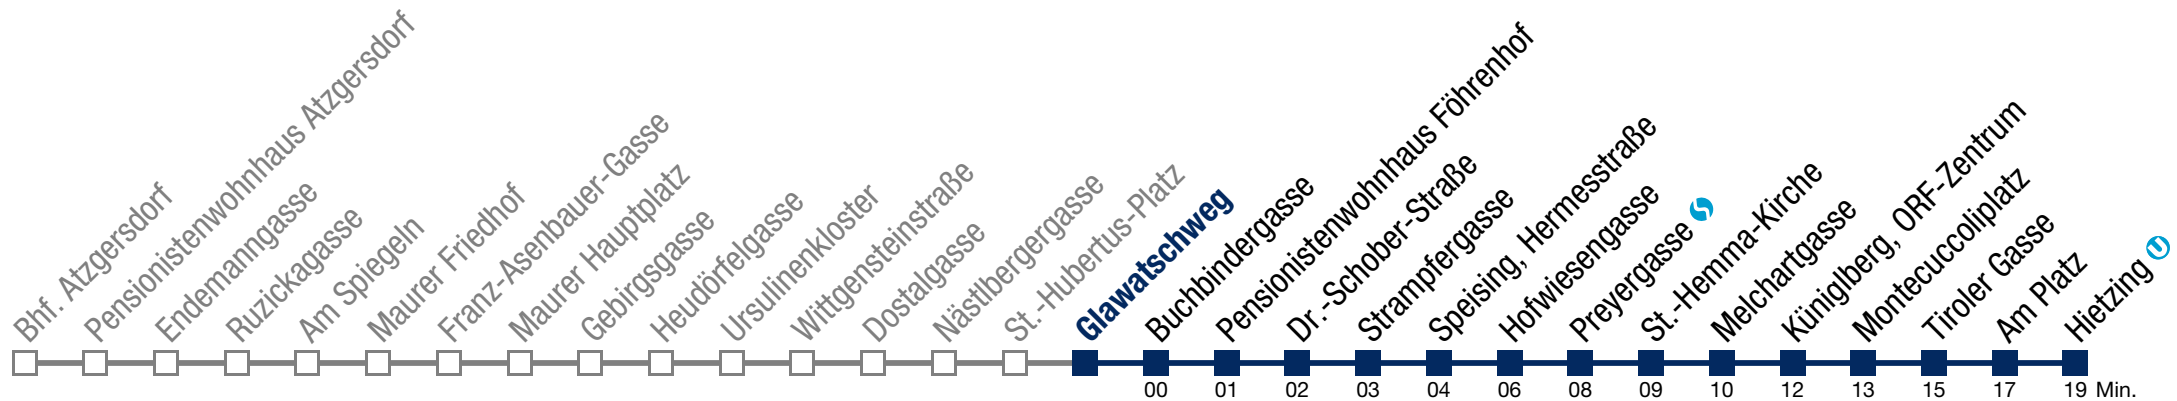 Bhf. Atzgersdorf
Pensionistenwohnhaus Atzgersdorf
Endemanngasse
Ruzickagasse
Am Spiegeln
Maurer Friedhof
Franz-Asenbauer-Gasse
Maurer Hauptplatz
Gebirgsgasse
Heudörfelgasse
Ursulinenkloster
Wittgensteinstraße
Dostalgasse
Nästlbergergasse
St.-Hubertus-Platz
Glawatschweg
Buchbindergasse
Pensionistenwohnhaus Föhrenhof
Dr.-Schober-Straße
Strampfergasse
Speising, Hermesstraße
Hofwiesengasse
Preyergasse S
St.-Hemma-Kirche
Melchartgasse
Küniglberg, ORF-Zentrum
Montecuccoliplatz
Tiroler Gasse
Am Platz
Hietzing U
00 01 02 03 04 06 08 09 10 12 13 15 17 19 Min.